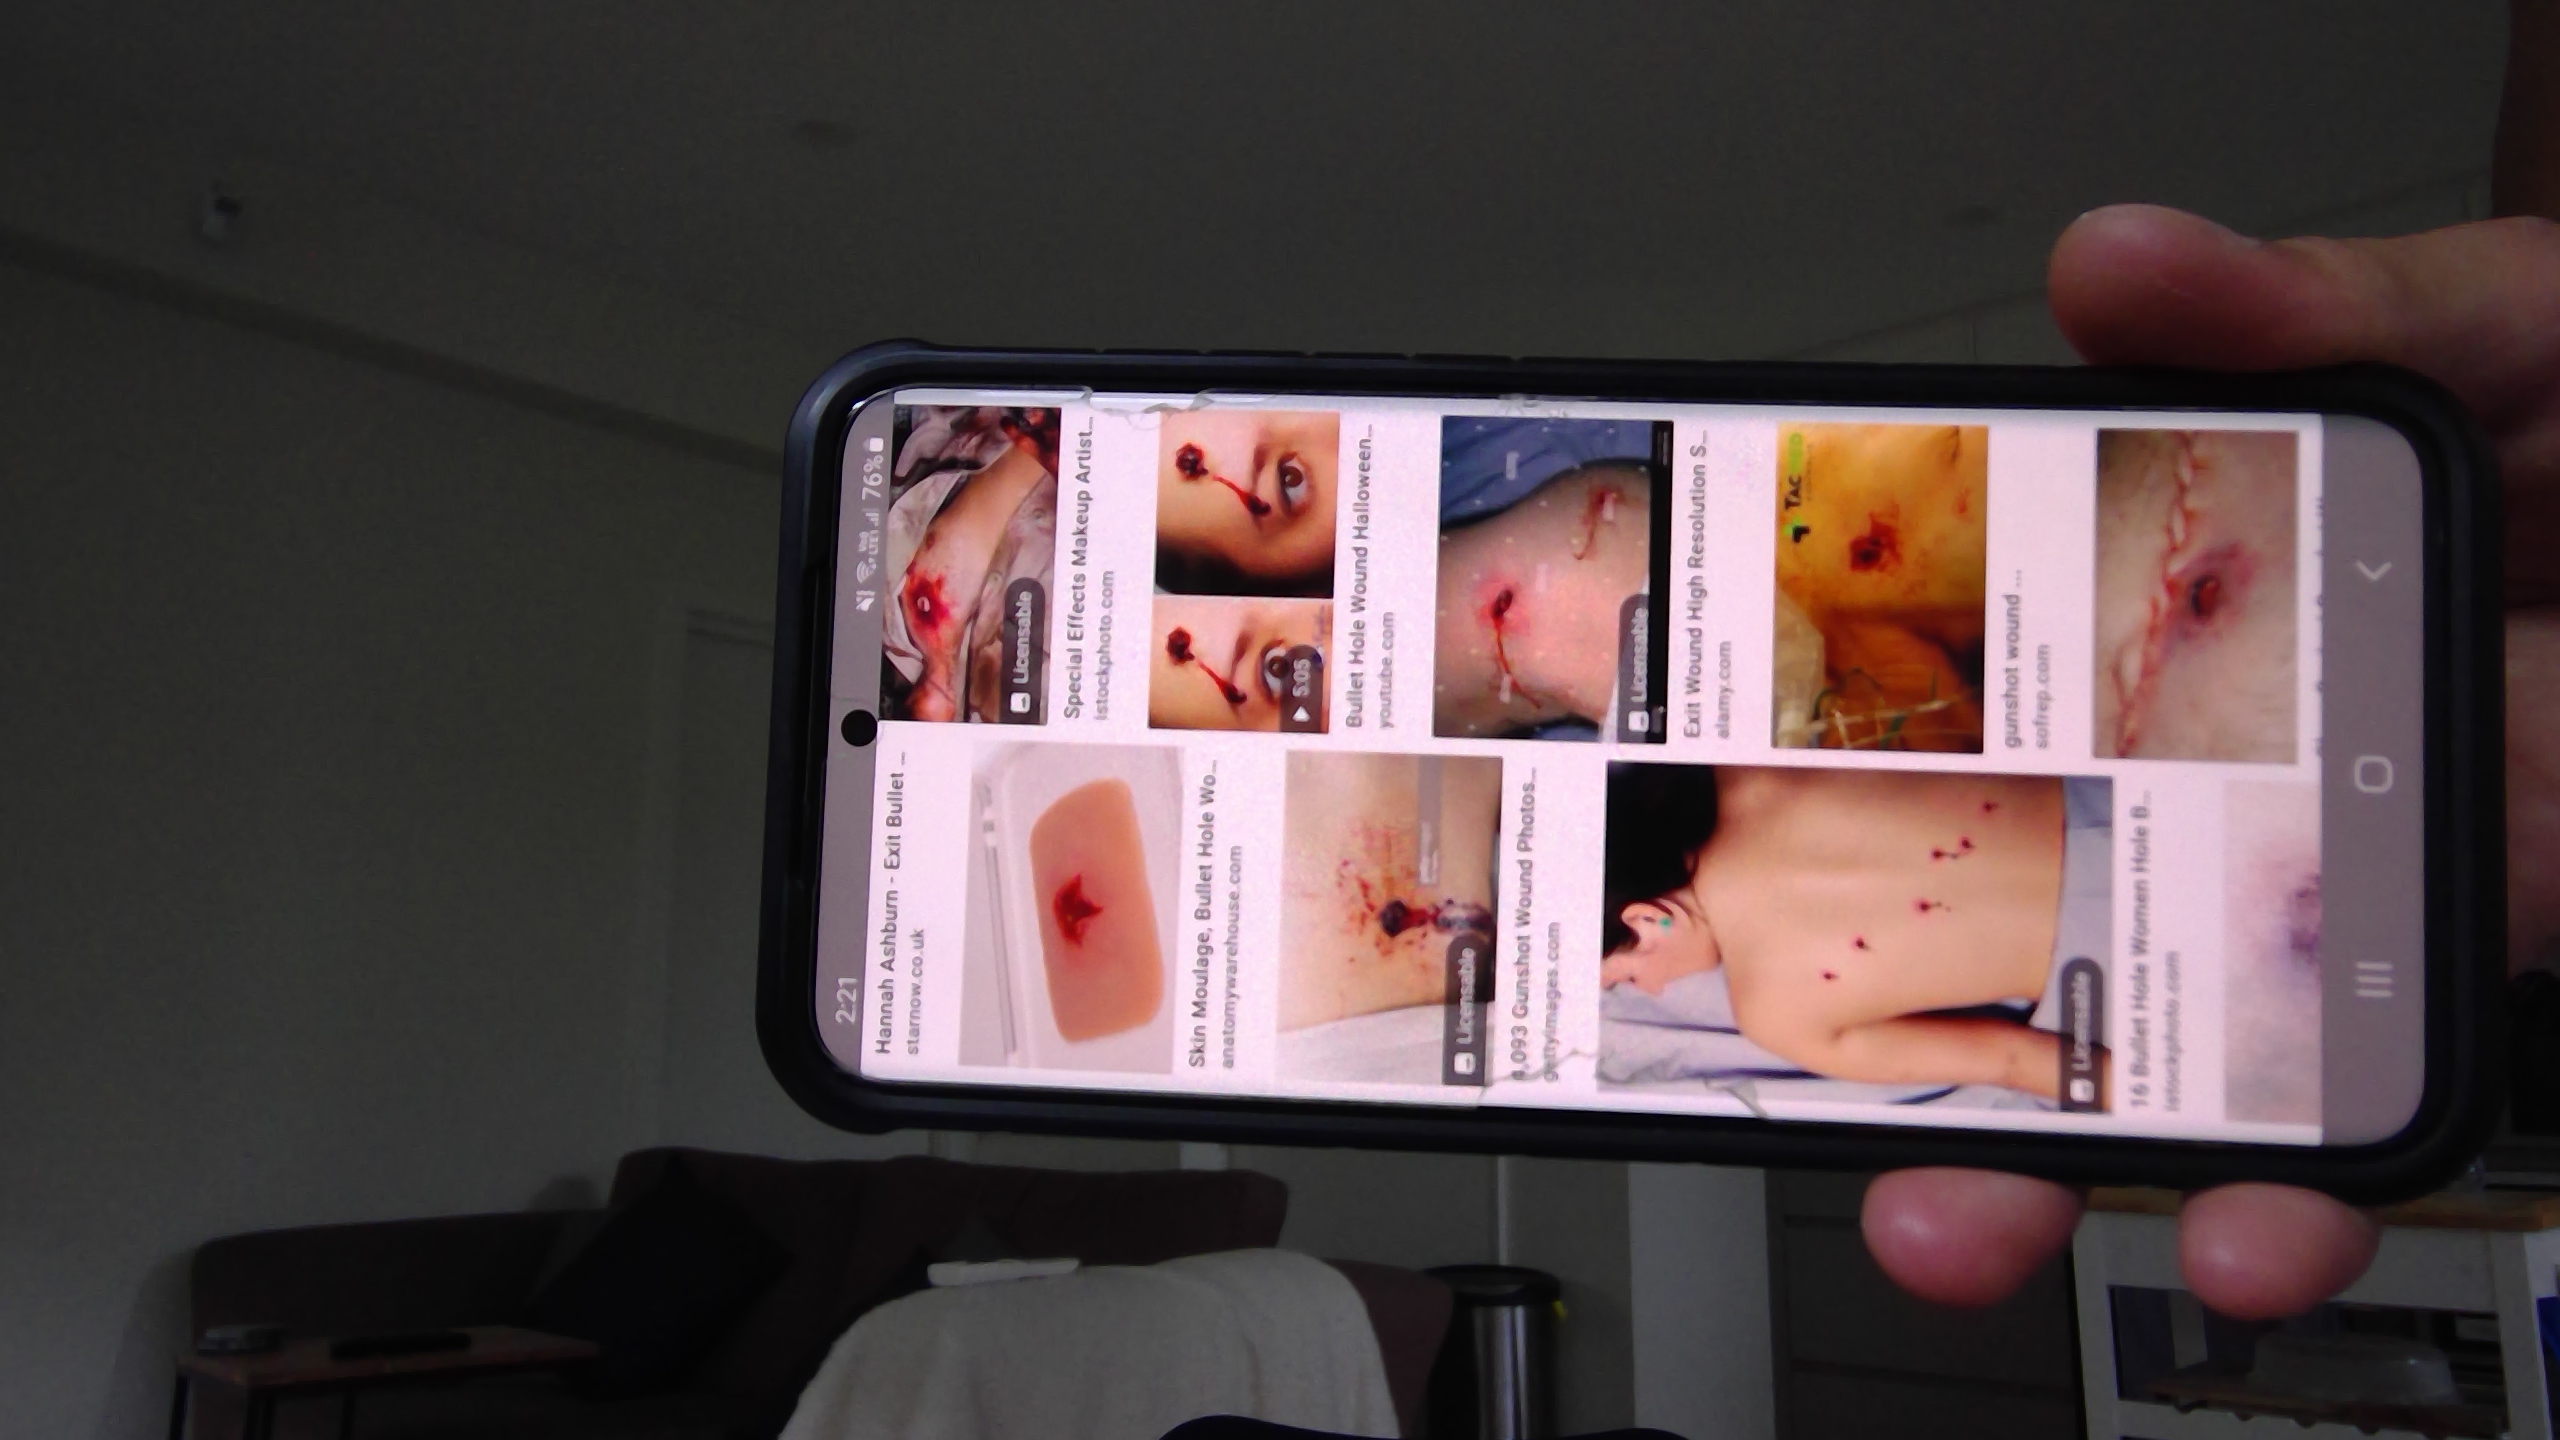 2:21
76%
Hannah Ashburn - Exit Bullet ...
starnow.co.uk
Licensable
Special Effects Makeup Artist...
istockphoto.com
Skin Moulage, Bullet Hole Wo...
anatomywarehouse.com
5:05
Bullet Hole Wound Halloween...
youtube.com
Licensable
4,093 Gunshot Wound Photos...
gettyimages.com
Licensable
Exit Wound High Resolution S...
alamy.com
Licensable
16 Bullet Hole Women Hole B...
istockphoto.com
TAC
gunshot wound ...
sofrep.com